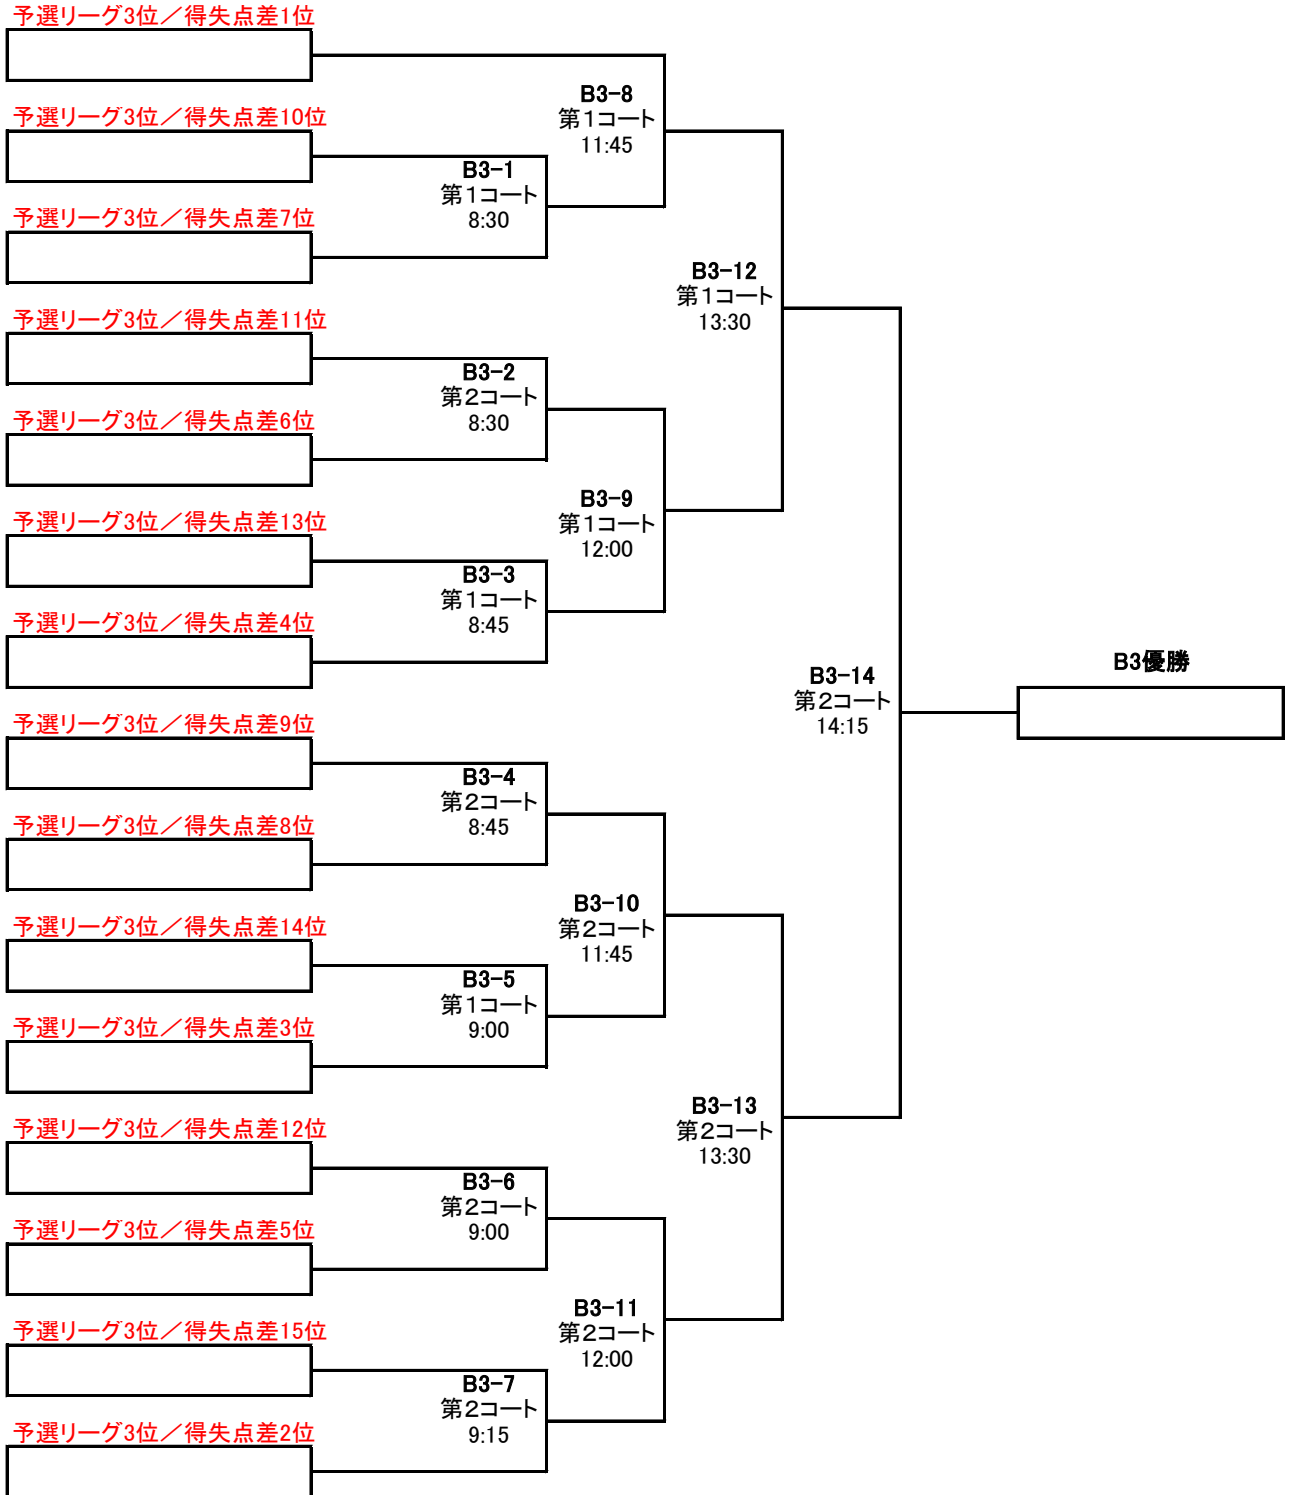 予選リーグ3位／得失点差1位
B3-8
第1コート
11:45
予選リーグ3位／得失点差10位
B3-1
第1コート
8:30
予選リーグ3位／得失点差7位
B3-12
第1コート
13:30
予選リーグ3位／得失点差11位
B3-2
第2コート
8:30
予選リーグ3位／得失点差6位
B3-9
第1コート
12:00
予選リーグ3位／得失点差13位
B3-3
第1コート
8:45
予選リーグ3位／得失点差4位
B3優勝
B3-14
第2コート
14:15
予選リーグ3位／得失点差9位
B3-4
第2コート
8:45
予選リーグ3位／得失点差8位
B3-10
第2コート
11:45
予選リーグ3位／得失点差14位
B3-5
第1コート
9:00
予選リーグ3位／得失点差3位
B3-13
第2コート
13:30
予選リーグ3位／得失点差12位
B3-6
第2コート
9:00
予選リーグ3位／得失点差5位
B3-11
第2コート
12:00
予選リーグ3位／得失点差15位
B3-7
第2コート
9:15
予選リーグ3位／得失点差2位